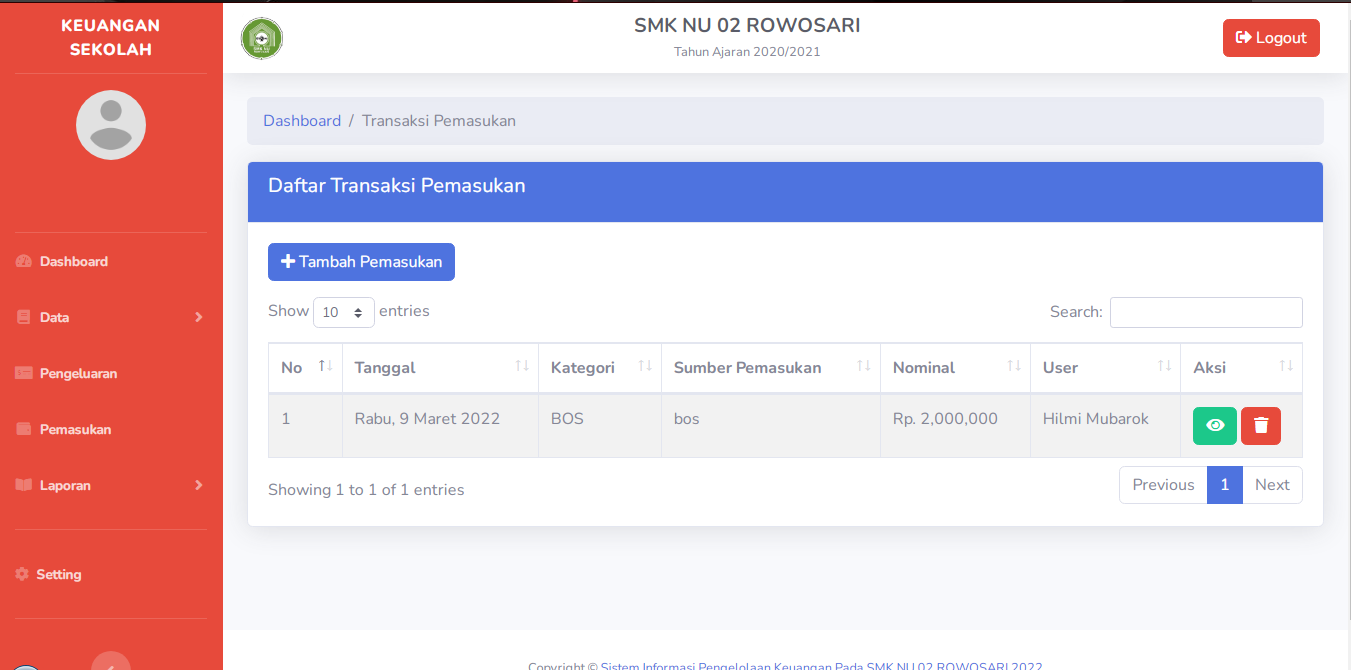 KEUANGAN
SEKOLAH
Dashboard
Data
Pengeluaran
Pemasukan
Laporan
Setting
SMK NU 02 ROWOSARI
Tahun Ajaran 2020/2021
Logout
Dashboard / Transaksi Pemasukan
Daftar Transaksi Pemasukan
Tambah Pemasukan
Show 10 entries
Search:
No Tanggal Kategori Sumber Pemasukan Nominal User Aksi
1 Rabu, 9 Maret 2022 BOS bos Rp. 2,000,000 Hilmi Mubarok
Showing 1 to 1 of 1 entries
Previous 1 Next
Copyright © Sistem Informasi Pengelolaan Keuangan Pada SMK NU 02 ROWOSARI 2022